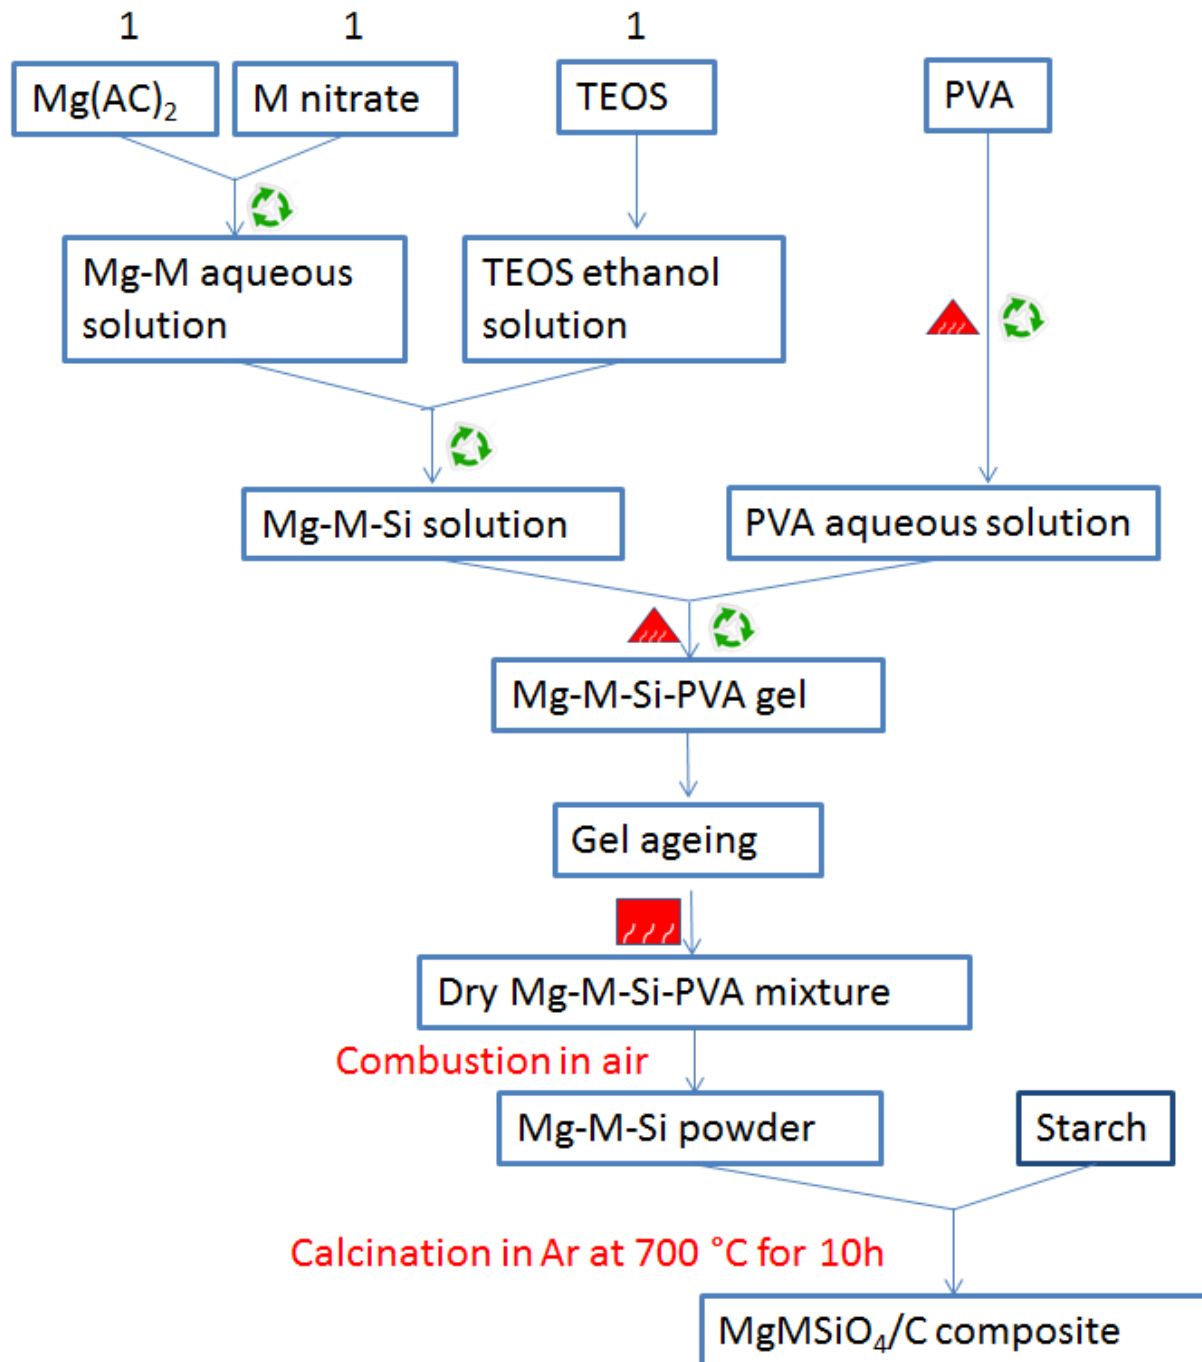 1 1 1
Mg(AC)₂ M nitrate TEOS PVA
Mg-M aqueous
solution
TEOS ethanol
solution
Mg-M-Si solution PVA aqueous solution
Mg-M-Si-PVA gel
Gel ageing
Dry Mg-M-Si-PVA mixture
Combustion in air
Mg-M-Si powder Starch
Calcination in Ar at 700 °C for 10h
MgMSiO₄/C composite